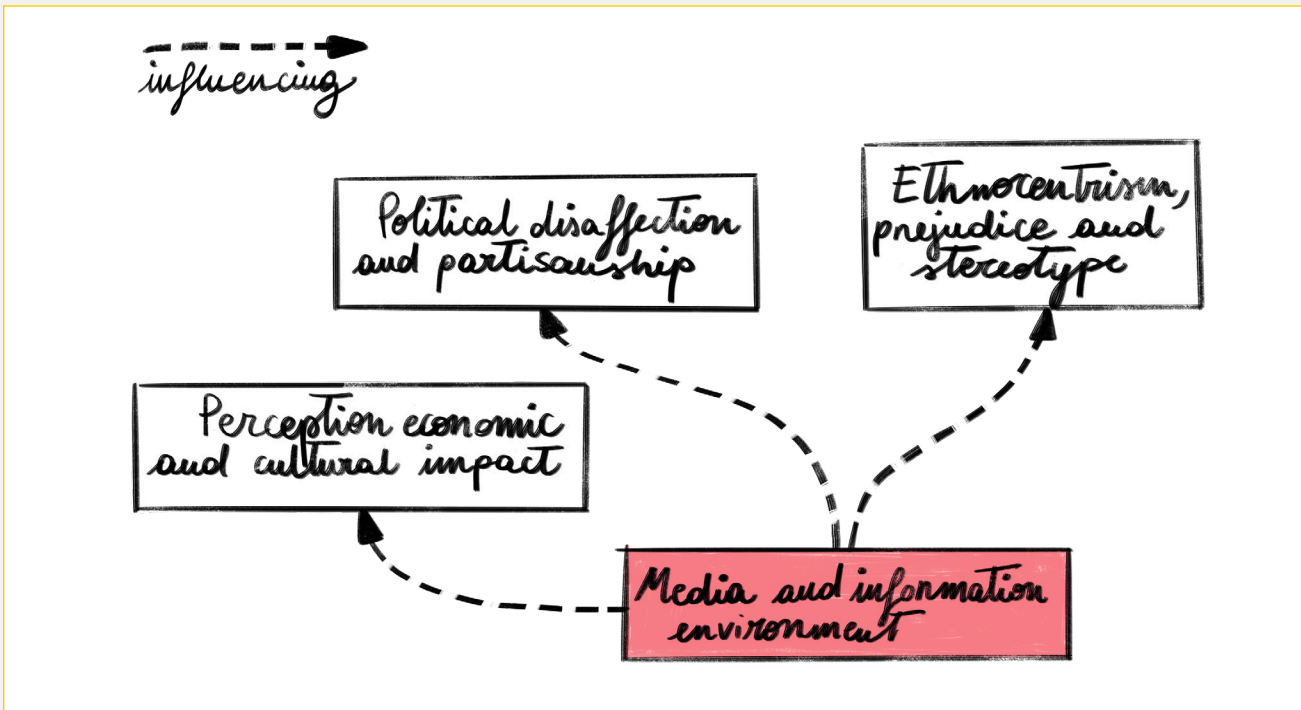 influencing
Political disaffection
and partisanship
Ethnocentrism,
prejudice and
stereotype
Perception economic
and cultural impact
Media and information
environment